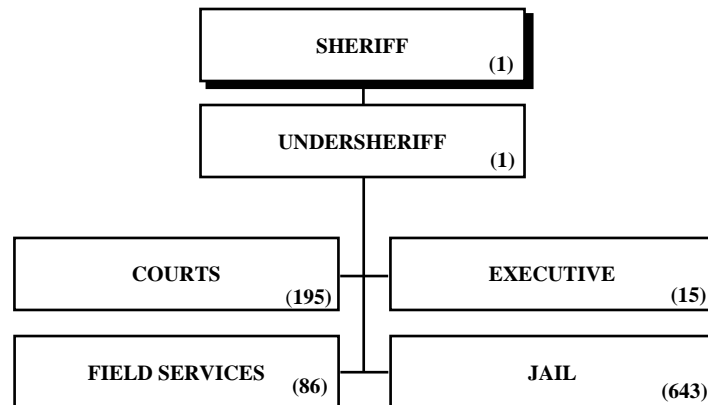 SHERIFF
(1)
UNDERSHERIFF
(1)
COURTS
(195)
EXECUTIVE
(15)
FIELD SERVICES
(86)
JAIL
(643)